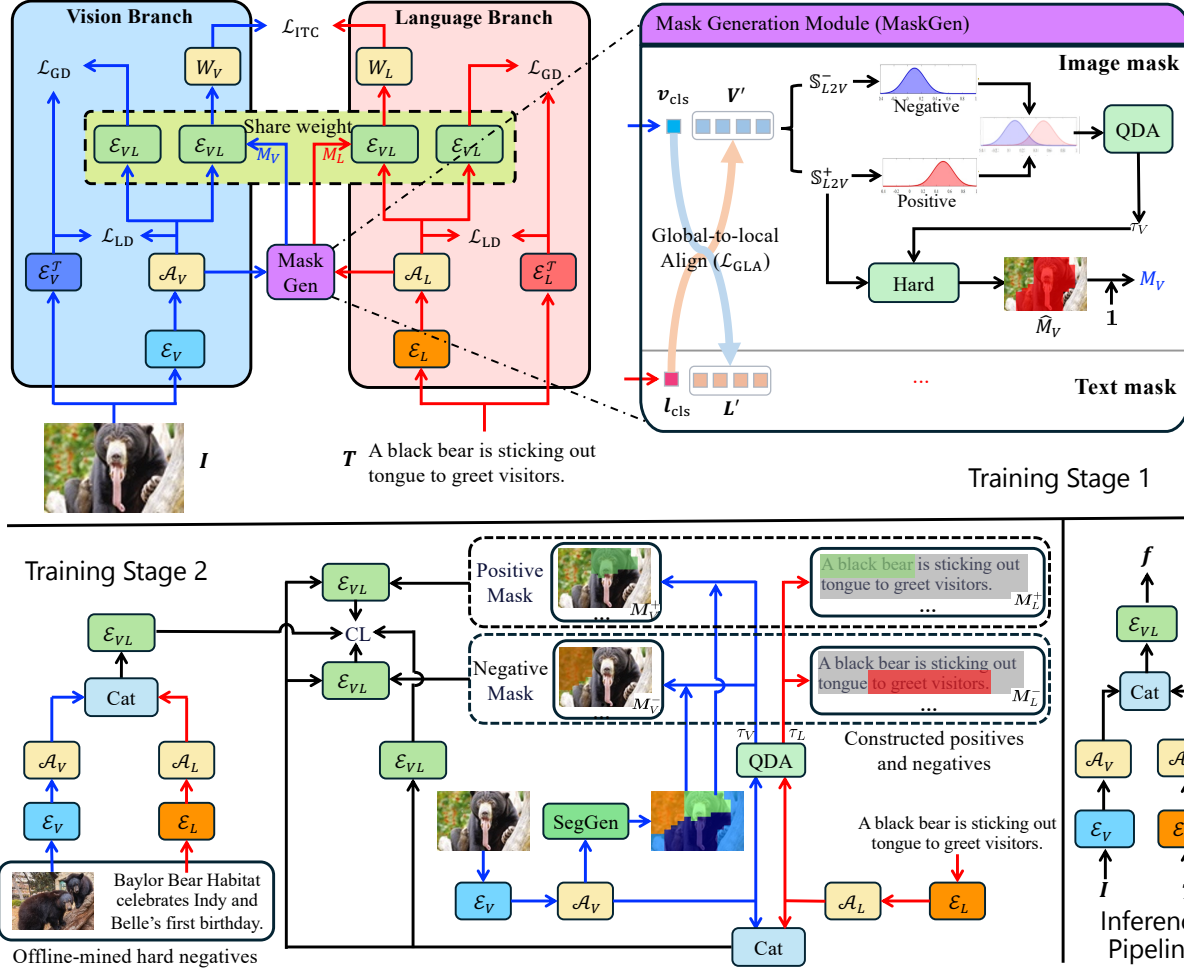 Vision Branch
Language Branch
ℒ_ITC
W_V
W_L
ℒ_GD
ℒ_GD
Share weight
ℰ_VL
ℰ_VL
M_V
M_L
ℰ_VL
ℰ_VL
ℒ_LD
ℒ_LD
ℰ_V^𝒯
𝒜_V
Mask
Gen
𝒜_L
ℰ_L^𝒯
ℰ_V
ℰ_L
I
T
A black bear is sticking out
tongue to greet visitors.
Mask Generation Module (MaskGen)
Image mask
v_cls
V′
𝕊_L2V^−
Negative
QDA
𝕊_L2V^+
Positive
τ_V
Global-to-local
Align (ℒ_GLA)
Hard
M̂_V
1
M_V
l_cls
L′
...
Text mask
Training Stage 1
Training Stage 2
ℰ_VL
Cat
𝒜_V
𝒜_L
ℰ_V
ℰ_L
Baylor Bear Habitat
celebrates Indy and
Belle's first birthday.
Offline-mined hard negatives
ℰ_VL
CL
ℰ_VL
ℰ_VL
Positive
Mask
...
M_V^+
A black bear is sticking out
tongue to greet visitors.
...
M_L^+
Negative
Mask
...
M_V^−
A black bear is sticking out
tongue to greet visitors.
...
M_L^−
τ_V
τ_L
QDA
Constructed positives
and negatives
SegGen
A black bear is sticking out
tongue to greet visitors.
ℰ_V
𝒜_V
𝒜_L
ℰ_L
Cat
f
ℰ_VL
Cat
𝒜_V
ℰ_V
I